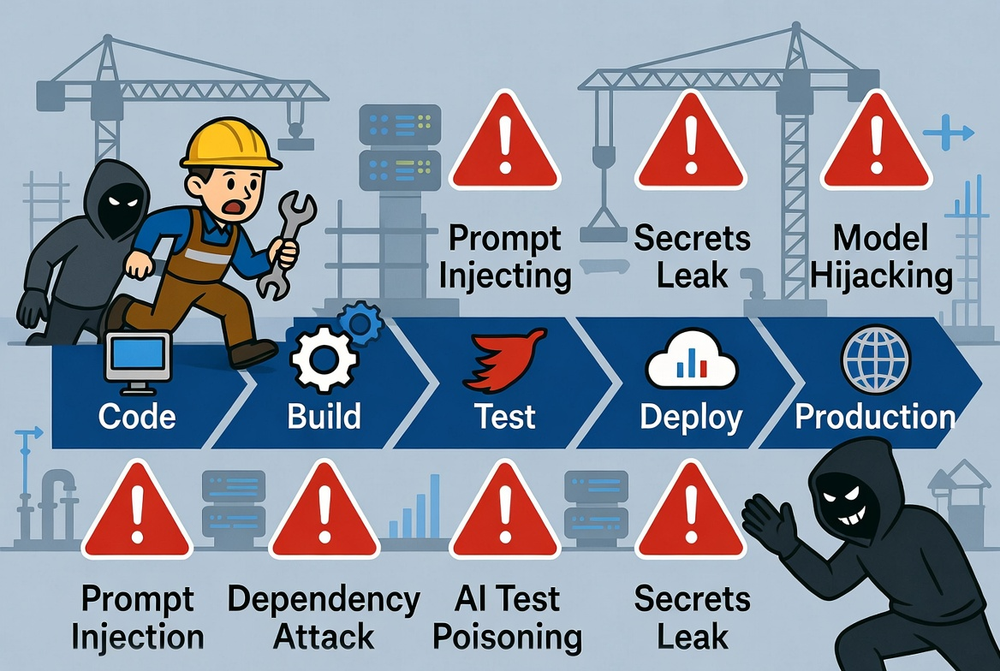 Prompt
Injecting
Secrets
Leak
Model
Hijacking
Code
Build
Test
Deploy
Production
Prompt
Injection
Dependency
Attack
AI Test
Poisoning
Secrets
Leak